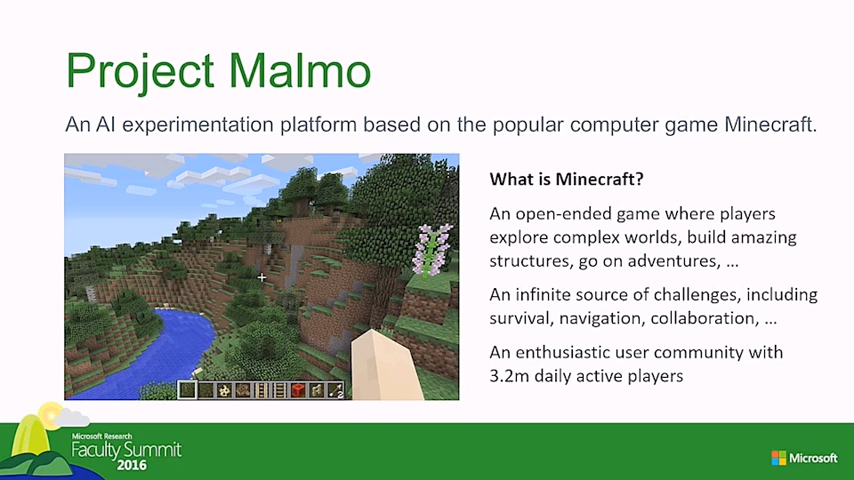 Project Malmo
An AI experimentation platform based on the popular computer game Minecraft.
What is Minecraft?
An open-ended game where players
explore complex worlds, build amazing
structures, go on adventures, ...
An infinite source of challenges, including
survival, navigation, collaboration, ...
An enthusiastic user community with
3.2m daily active players
2
Microsoft Research
Faculty Summit
2016
Microsoft